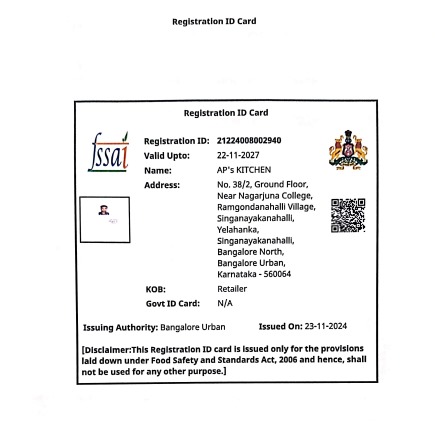 Registration ID Card
Registration ID Card
fssai
Registration ID: 21224008002940
Valid Upto: 22-11-2027
Name: AP's KITCHEN
Address: No. 38/2, Ground Floor,
Near Nagarjuna College,
Ramgondanahalli Village,
Singanayakanahalli,
Yelahanka,
Singanayakanahalli,
Bangalore North,
Bangalore Urban,
Karnataka - 560064
KOB: Retailer
Govt ID Card: N/A
Issuing Authority: Bangalore Urban Issued On: 23-11-2024
[Disclaimer:This Registration ID card is issued only for the provisions
laid down under Food Safety and Standards Act, 2006 and hence, shall
not be used for any other purpose.]